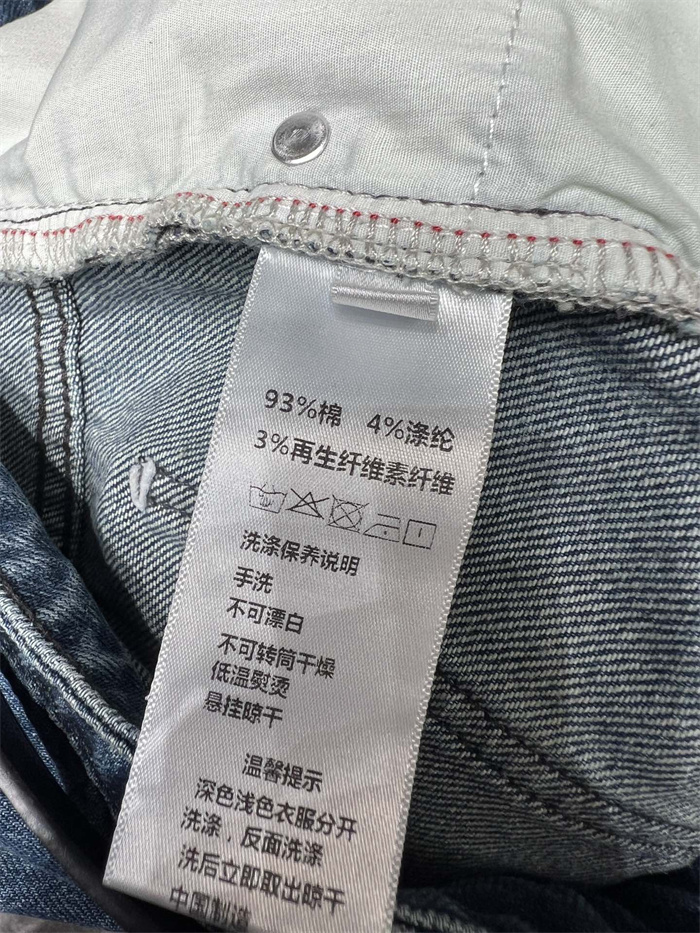 93%棉 4%涤纶
3%再生纤维素纤维
洗涤保养说明
手洗
不可漂白
不可转筒干燥
低温熨烫
悬挂晾干
温馨提示
深色浅色衣服分开
洗涤，反面洗涤
洗后立即取出晾干
中国制造